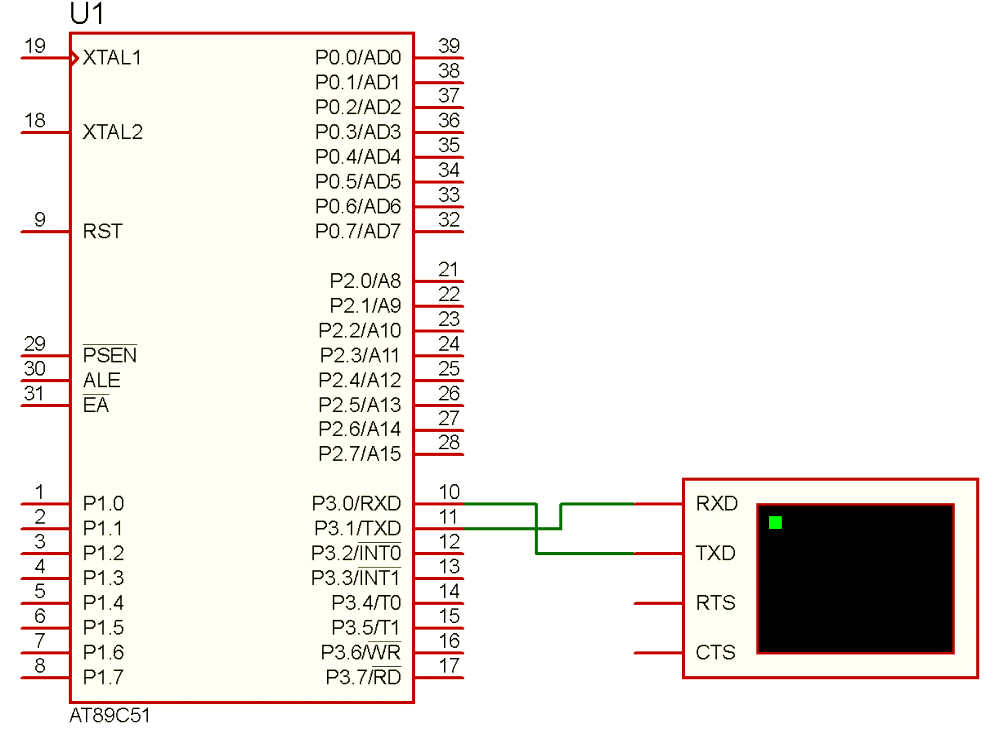 U1
19 XTAL1 P0.0/AD0 39
P0.1/AD1 38
P0.2/AD2 37
18 XTAL2 P0.3/AD3 36
P0.4/AD4 35
P0.5/AD5 34
P0.6/AD6 33
9 RST P0.7/AD7 32
P2.0/A8 21
P2.1/A9 22
P2.2/A10 23
29 PSEN P2.3/A11 24
30 ALE P2.4/A12 25
31 EA P2.5/A13 26
P2.6/A14 27
P2.7/A15 28
1 P1.0 P3.0/RXD 10 RXD
2 P1.1 P3.1/TXD 11
3 P1.2 P3.2/INT0 12 TXD
4 P1.3 P3.3/INT1 13
5 P1.4 P3.4/T0 14 RTS
6 P1.5 P3.5/T1 15
7 P1.6 P3.6/WR 16 CTS
8 P1.7 P3.7/RD 17
AT89C51